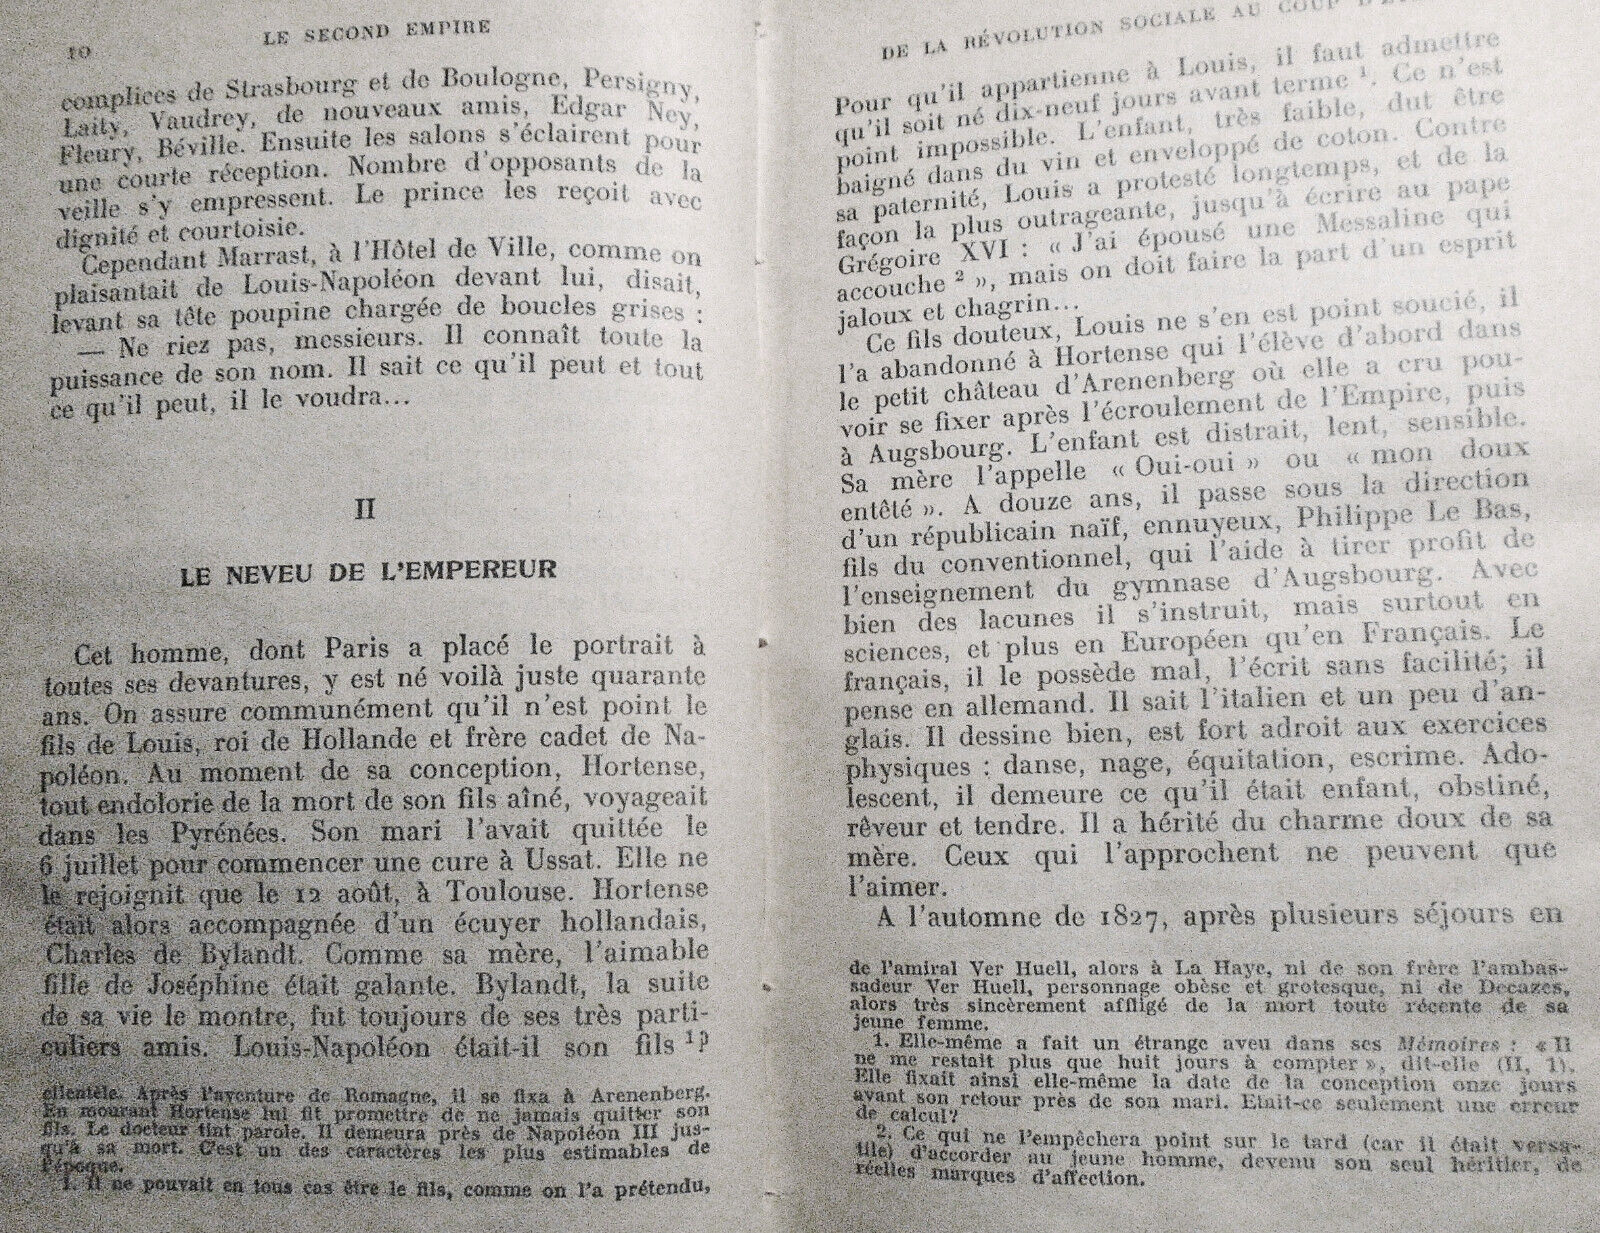 10
LE SECOND EMPIRE
complices de Strasbourg et de Boulogne, Persigny,
Laity, Vaudrey, de nouveaux amis, Edgar Ney,
Fleury, Béville. Ensuite les salons s'éclairent pour
une courte réception. Nombre d'opposants de la
veille s'y empressent. Le prince les reçoit avec
dignité et courtoisie.
Cependant Marrast, à l'Hôtel de Ville, comme on
plaisantait de Louis-Napoléon devant lui, disait,
levant sa tête poupine chargée de boucles grises :
— Ne riez pas, messieurs. Il connaît toute la
puissance de son nom. Il sait ce qu'il peut et tout
ce qu'il peut, il le voudra...
II
LE NEVEU DE L'EMPEREUR
Cet homme, dont Paris a placé le portrait à
toutes ses devantures, y est né voilà juste quarante
ans. On assure communément qu'il n'est point le
fils de Louis, roi de Hollande et frère cadet de Na-
poléon. Au moment de sa conception, Hortense,
tout endolorie de la mort de son fils aîné, voyageait
dans les Pyrénées. Son mari l'avait quittée le
6 juillet pour commencer une cure à Ussat. Elle ne
le rejoignit que le 12 août, à Toulouse. Hortense
était alors accompagnée d'un écuyer hollandais,
Charles de Bylandt. Comme sa mère, l'aimable
fille de Joséphine était galante. Bylandt, la suite
de sa vie le montre, fut toujours de ses très parti-
culiers amis. Louis-Napoléon était-il son fils ¹?
clientèle. Après l'aventure de Romagne, il se fixa à Arenenberg.
En mourant Hortense lui fit promettre de ne jamais quitter son
fils. Le docteur tint parole. Il demeura près de Napoléon III jus-
qu'à sa mort. C'est un des caractères les plus estimables de
l'époque.
1. Il ne pouvait en tous cas être le fils, comme on l'a prétendu,
DE LA RÉVOLUTION SOCIALE AU COUP
Pour qu'il appartienne à Louis, il faut admettre
qu'il soit né dix-neuf jours avant terme ¹. Ce n'est
point impossible. L'enfant, très faible, dut être
baigné dans du vin et enveloppé de coton. Contre
sa paternité, Louis a protesté longtemps, et de la
façon la plus outrageante, jusqu'à écrire au pape
Grégoire XVI : « J'ai épousé une Messaline qui
accouche ² », mais on doit faire la part d'un esprit
jaloux et chagrin...
Ce fils douteux, Louis ne s'en est point soucié, il
l'a abandonné à Hortense qui l'élève d'abord dans
le petit château d'Arenenberg où elle a cru pou-
voir se fixer après l'écroulement de l'Empire, puis
à Augsbourg. L'enfant est distrait, lent, sensible.
Sa mère l'appelle « Oui-oui » ou « mon doux
entêté ». A douze ans, il passe sous la direction
d'un républicain naïf, ennuyeux, Philippe Le Bas,
fils du conventionnel, qui l'aide à tirer profit de
l'enseignement du gymnase d'Augsbourg. Avec
bien des lacunes il s'instruit, mais surtout en
sciences, et plus en Européen qu'en Français. Le
français, il le possède mal, l'écrit sans facilité; il
pense en allemand. Il sait l'italien et un peu d'an-
glais. Il dessine bien, est fort adroit aux exercices
physiques : danse, nage, équitation, escrime. Ado-
lescent, il demeure ce qu'il était enfant, obstiné,
rêveur et tendre. Il a hérité du charme doux de sa
mère. Ceux qui l'approchent ne peuvent que
l'aimer.
A l'automne de 1827, après plusieurs séjours en
de l'amiral Ver Huell, alors à La Haye, ni de son frère l'ambas-
sadeur Ver Huell, personnage obèse et grotesque, ni de Decazes,
alors très sincèrement affligé de la mort toute récente de sa
jeune femme.
1. Elle-même a fait un étrange aveu dans ses Mémoires : « Il
ne me restait plus que huit jours à compter », dit-elle (II, 1).
Elle fixait ainsi elle-même la date de la conception onze jours
avant son retour près de son mari. Etait-ce seulement une erreur
de calcul?
2. Ce qui ne l'empêchera point sur le tard (car il était versa-
tile) d'accorder au jeune homme, devenu son seul héritier, de
réelles marques d'affection.